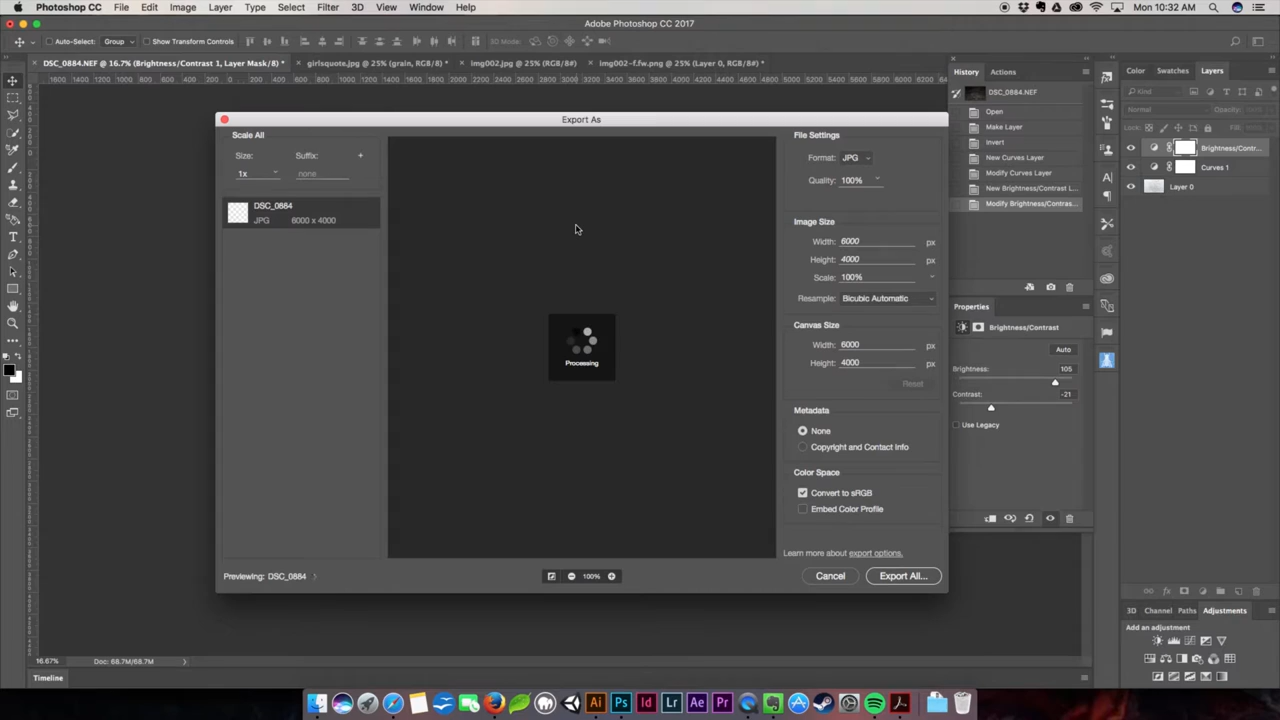 Photoshop CC File Edit Image Layer Type Select Filter 3D View Window Help Mon 10:32 AM
Adobe Photoshop CC 2017
Auto-Select: Group Show Transform Controls 3D Mode:
DSC_0884.NEF @ 16.7% (Brightness/Contrast 1, Layer Mask/8) * girlsquote.jpg @ 25% (grain, RGB/8) * img002.jpg @ 25% (RGB/8#) img002-f.fw.png @ 25% (Layer 0, RGB/8#) *
History Actions
Color Swatches Layers
DSC_0884.NEF
Kind
Open
Normal Opacity:
Make Layer
Lock: Fill:
Invert
New Curves Layer
Modify Curves Layer
New Brightness/Contrast L...
Modify Brightness/Contras...
Brightness/Contr...
Curves 1
Layer 0
Export As
Scale All
Size: Suffix:
1x none
DSC_0884
JPG 6000 x 4000
Processing
File Settings
Format: JPG
Quality: 100%
Image Size
Width: 6000 px
Height: 4000 px
Scale: 100%
Resample: Bicubic Automatic
Canvas Size
Width: 6000 px
Height: 4000 px
Reset
Metadata
None
Copyright and Contact Info
Color Space
Convert to sRGB
Embed Color Profile
Learn more about export options.
Previewing: DSC_0884 100% Cancel Export All...
Properties
Brightness/Contrast
Auto
Brightness: 105
Contrast: -21
Use Legacy
3D Channel Paths Adjustments
Add an adjustment
16.67% Doc: 68.7M/68.7M
Timeline
Ai Ps Id Lr Ae Pr